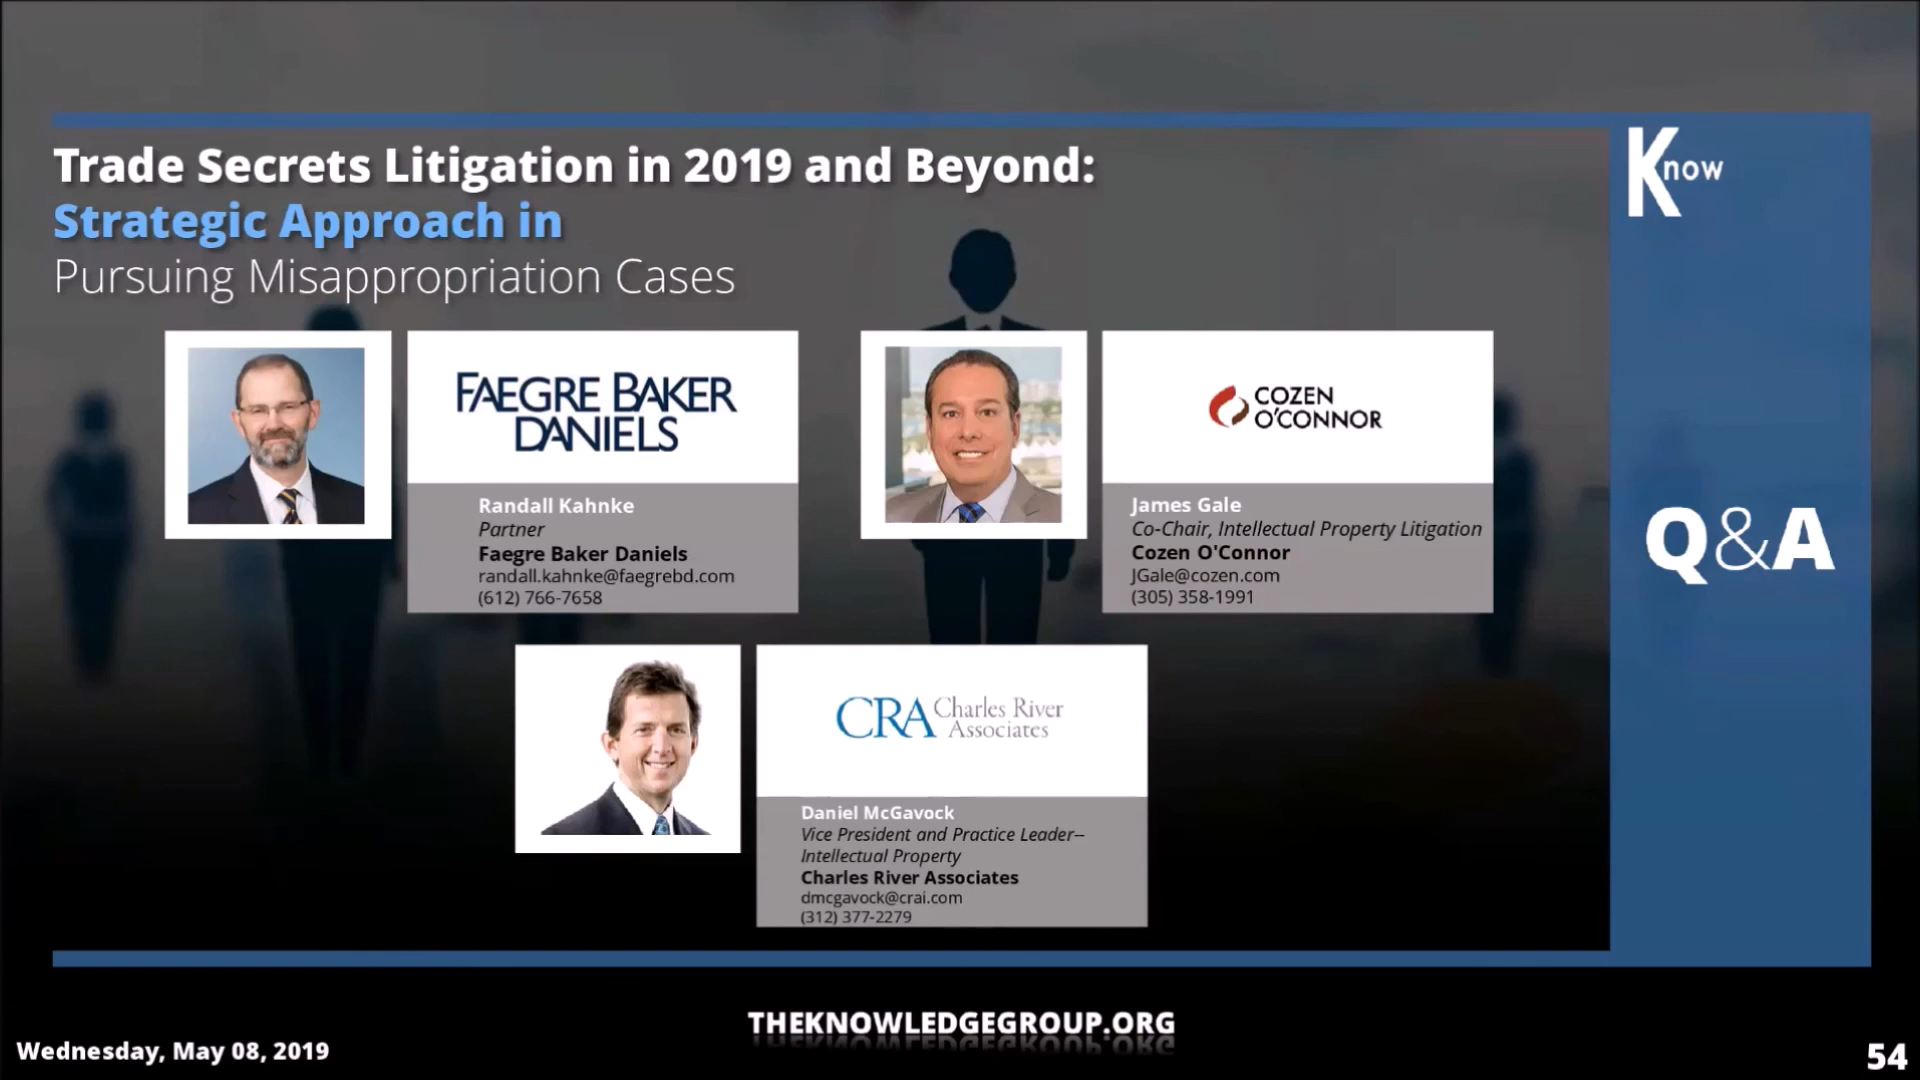 Trade Secrets Litigation in 2019 and Beyond:
Strategic Approach in
Pursuing Misappropriation Cases
Know
FAEGRE BAKER
DANIELS
Randall Kahnke
Partner
Faegre Baker Daniels
randall.kahnke@faegrebd.com
(612) 766-7658
COZEN
O'CONNOR
James Gale
Co-Chair, Intellectual Property Litigation
Cozen O'Connor
JGale@cozen.com
(305) 358-1991
Q&A
CRA Charles River
Associates
Daniel McGavock
Vice President and Practice Leader--
Intellectual Property
Charles River Associates
dmcgavock@crai.com
(312) 377-2279
THEKNOWLEDGEGROUP.ORG
Wednesday, May 08, 2019
54